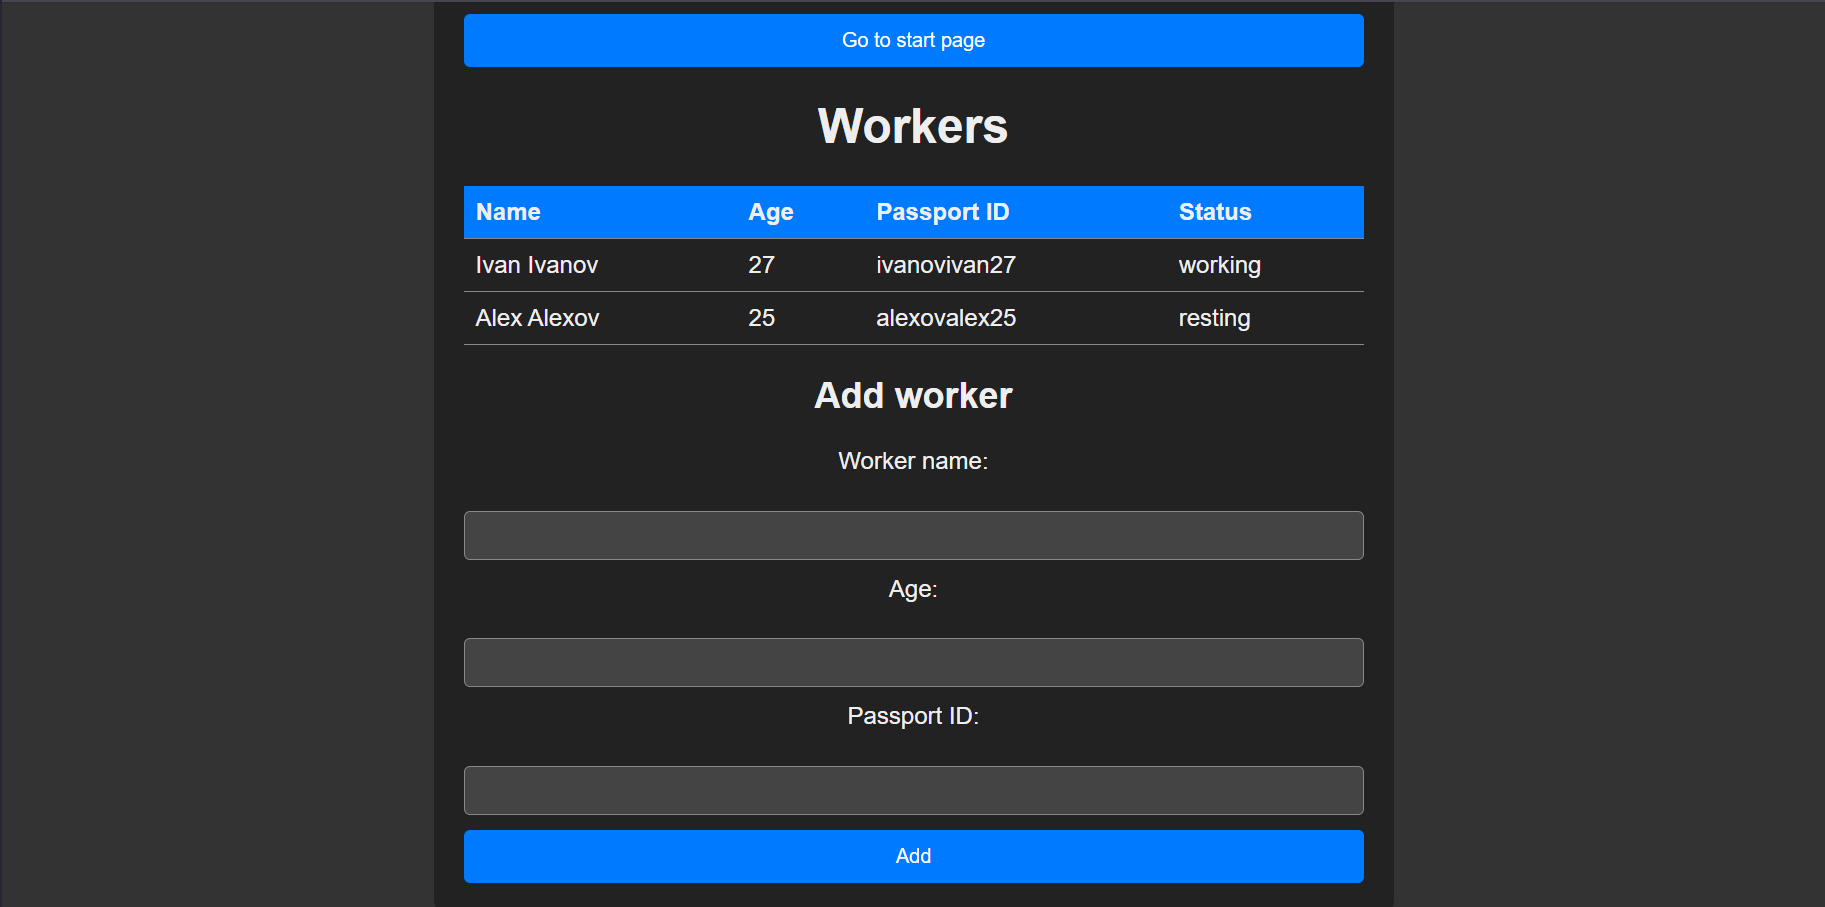 Go to start page
Workers
Name Age Passport ID Status
Ivan Ivanov 27 ivanovivan27 working
Alex Alexov 25 alexovalex25 resting
Add worker
Worker name:
Age:
Passport ID:
Add